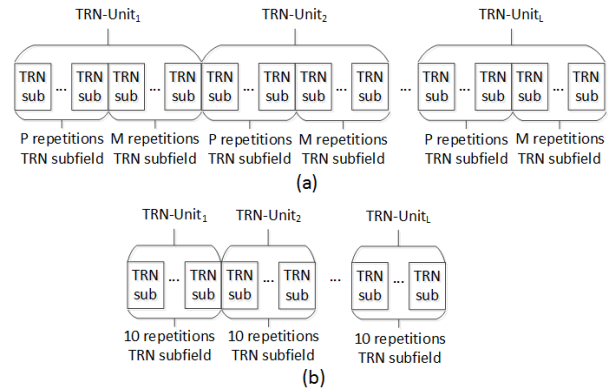 TRN-Unit₁ TRN-Unit₂ TRN-Unit_L
TRN ... TRN TRN ... TRN TRN ... TRN TRN ... TRN ... TRN ... TRN TRN ... TRN
sub sub sub sub sub sub sub sub sub sub sub sub
P repetitions M repetitions P repetitions M repetitions P repetitions M repetitions
TRN subfield TRN subfield TRN subfield TRN subfield TRN subfield TRN subfield
(a)
TRN-Unit₁ TRN-Unit₂ TRN-Unit_L
TRN ... TRN TRN ... TRN ... TRN ... TRN
sub sub sub sub sub sub
10 repetitions 10 repetitions 10 repetitions
TRN subfield TRN subfield TRN subfield
(b)